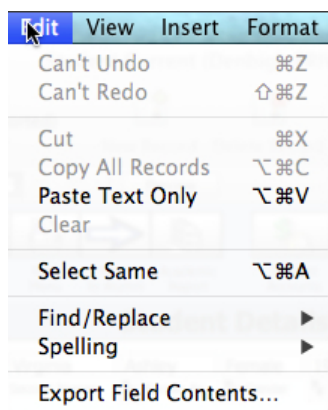 Edit View Insert Format
Can't Undo ⌘Z
Can't Redo ⇧⌘Z
Cut ⌘X
Copy All Records ⌥⌘C
Paste Text Only ⌥⌘V
Clear
Select Same ⌥⌘A
Find/Replace ▶
Spelling ▶
Export Field Contents...